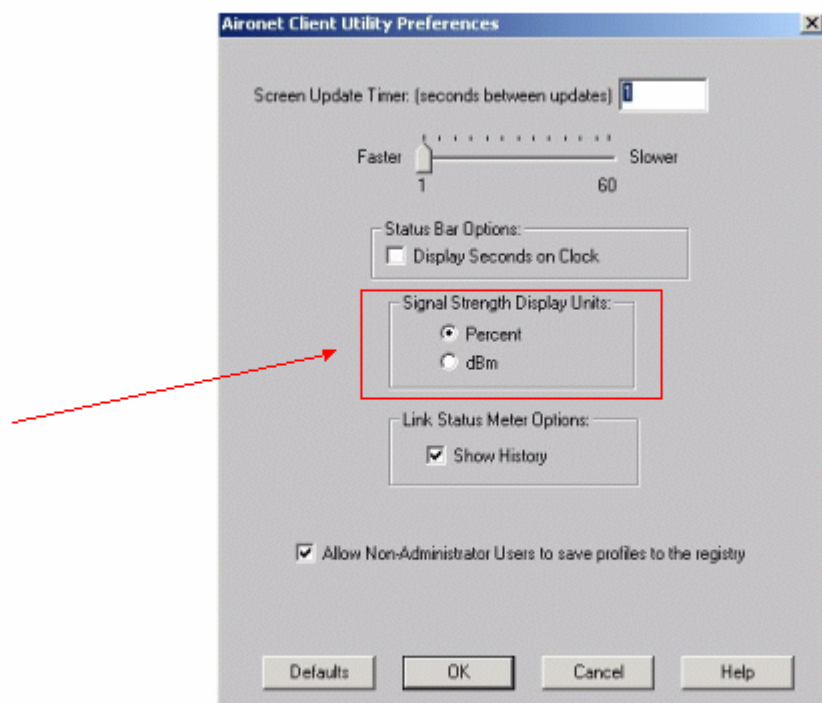 Aironet Client Utility Preferences
Screen Update Timer: (seconds between updates) 1
Faster Slower
1 60
Status Bar Options:
Display Seconds on Clock
Signal Strength Display Units:
Percent
dBm
Link Status Meter Options:
Show History
Allow Non-Administrator Users to save profiles to the registry
Defaults OK Cancel Help